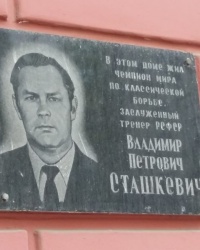 В этом доме жил
чемпион мира
по классической
борьбе,
заслуженный
тренер РСФСР
Владимир
Петрович
Сташкевич